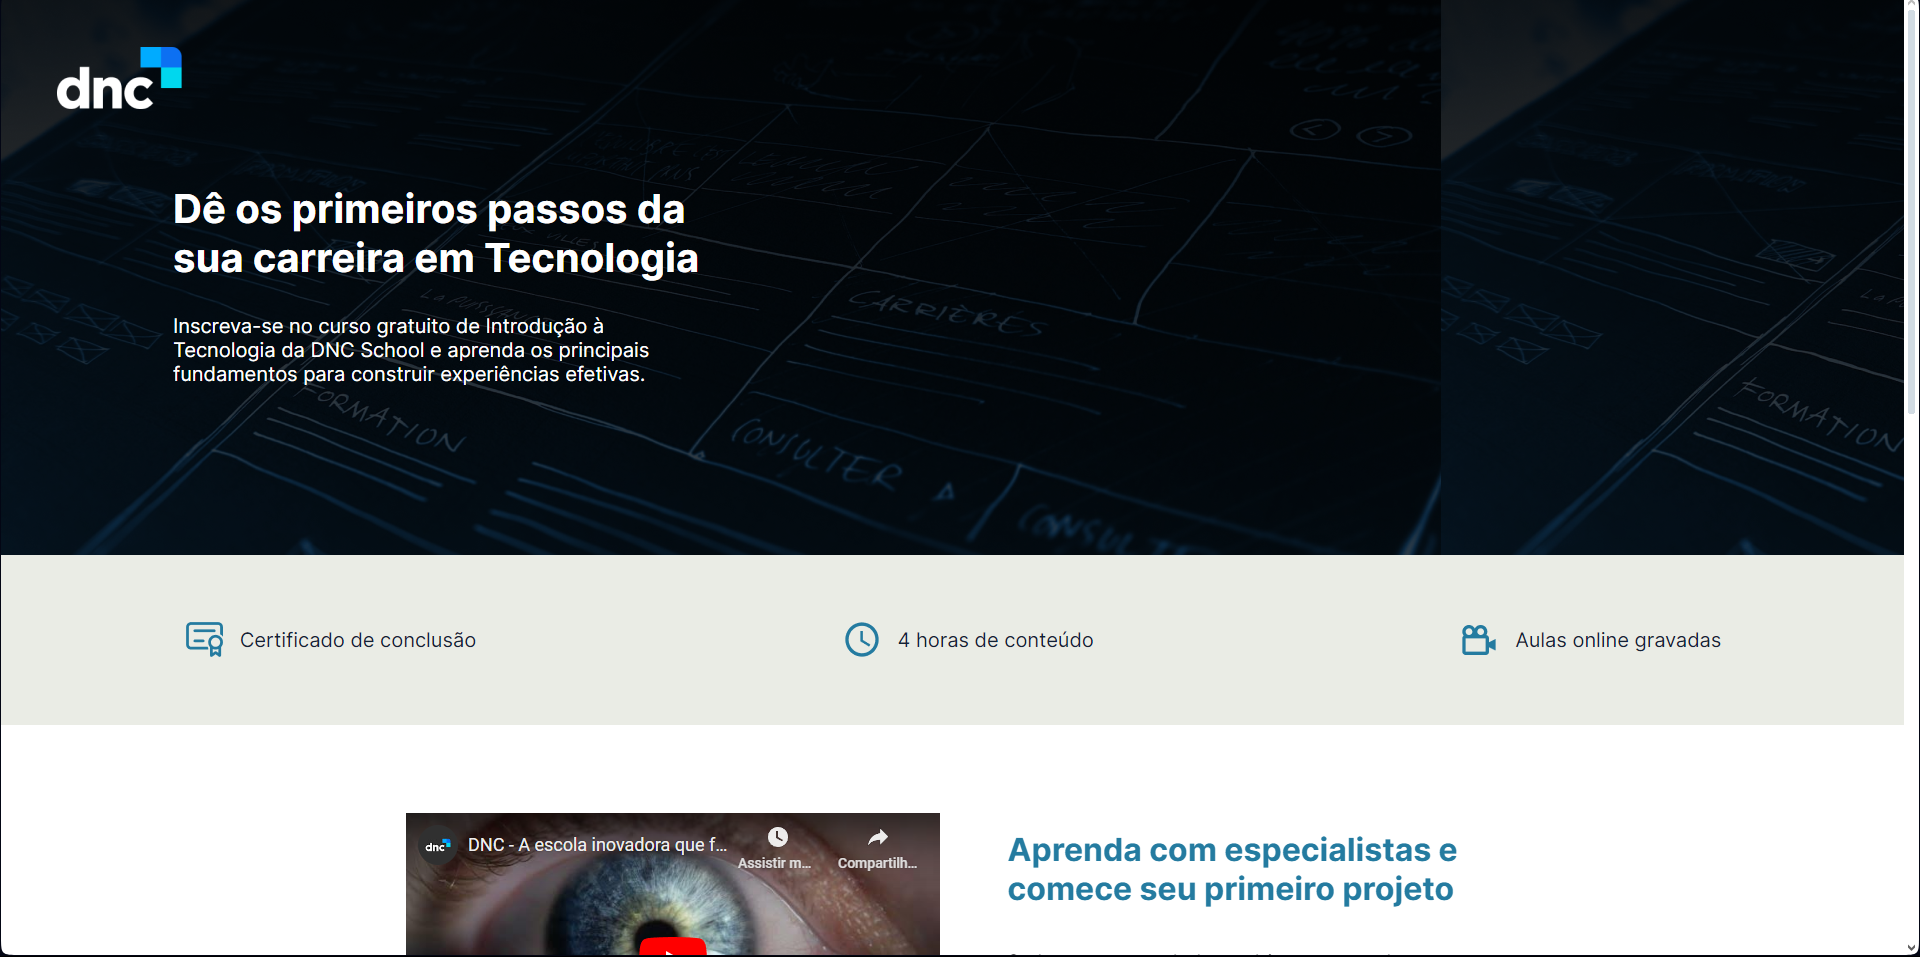 dnc
Dê os primeiros passos da
sua carreira em Tecnologia
Inscreva-se no curso gratuito de Introdução à
Tecnologia da DNC School e aprenda os principais
fundamentos para construir experiências efetivas.
CARRIÈRES
FORMATION
CONSULTER
FORMATION
Certificado de conclusão
4 horas de conteúdo
Aulas online gravadas
dnc
DNC - A escola inovadora que f...
Assistir m...
Compartilh...
Aprenda com especialistas e
comece seu primeiro projeto